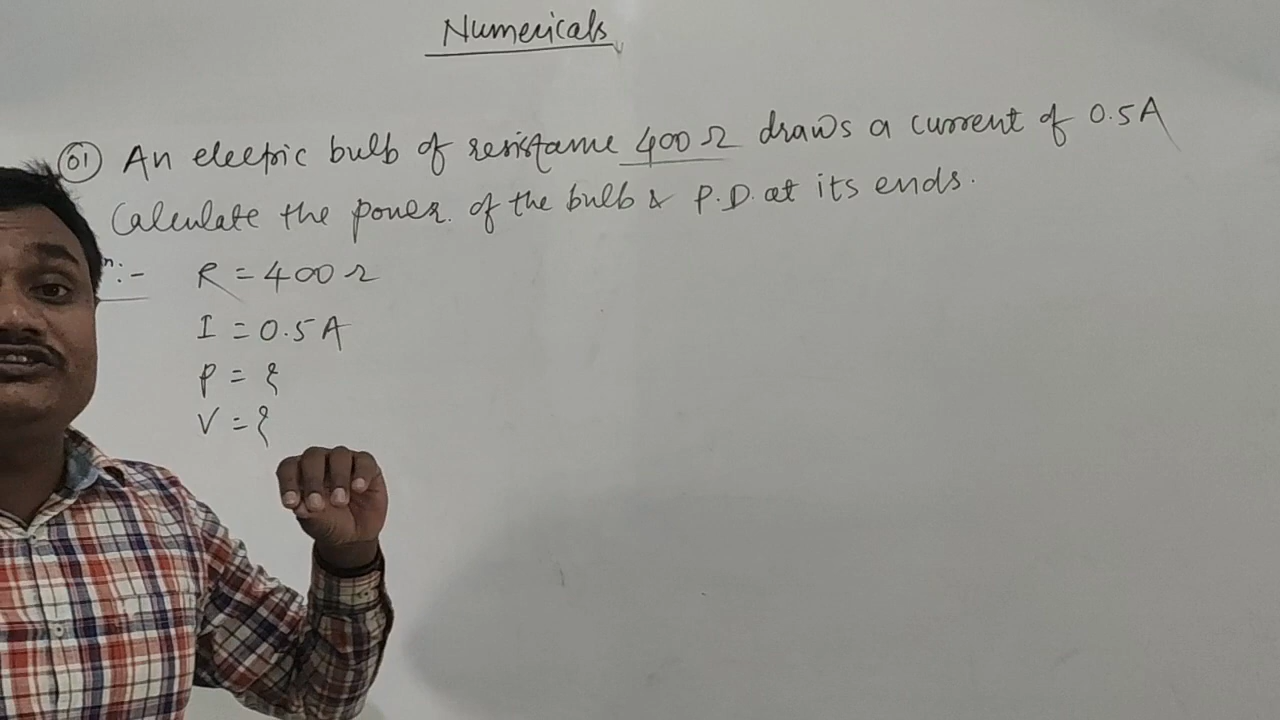 Numericals
01 An electric bulb of resistance 400 Ω draws a current of 0.5A
Calculate the power. of the bulb & P.D. at its ends.
n:- R = 400 Ω
I = 0.5 A
P = ?
V = ?